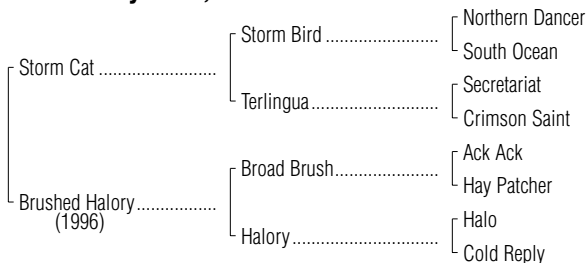 Northern Dancer
Storm Bird ..........................
South Ocean
Storm Cat ...........................
Secretariat
Terlingua.............................
Crimson Saint
Ack Ack
Broad Brush.......................
Hay Patcher
Brushed Halory..................
(1996)
Halo
Halory.................................
Cold Reply